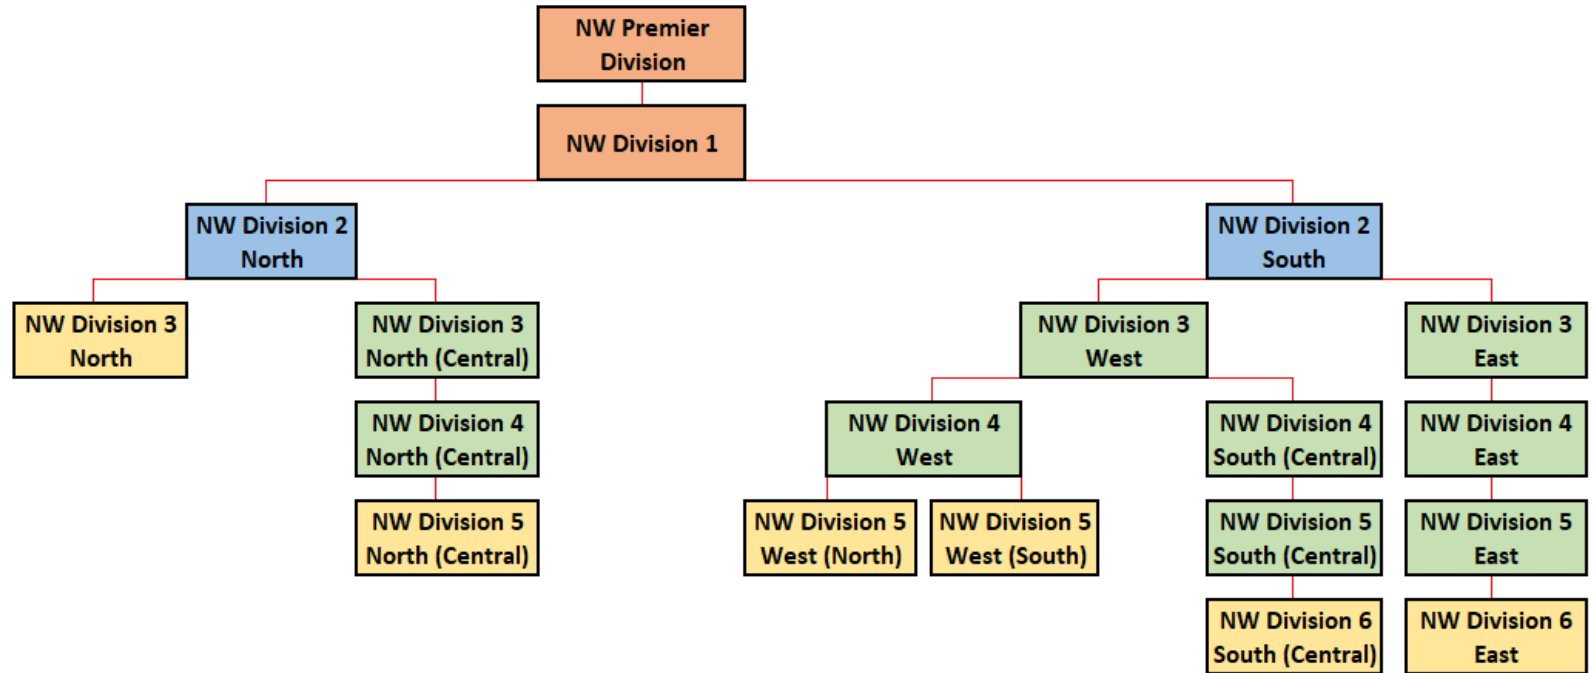 NW Premier
Division
NW Division 1
NW Division 2
North
NW Division 2
South
NW Division 3
North
NW Division 3
North (Central)
NW Division 3
West
NW Division 3
East
NW Division 4
North (Central)
NW Division 4
West
NW Division 4
South (Central)
NW Division 4
East
NW Division 5
North (Central)
NW Division 5
West (North)
NW Division 5
West (South)
NW Division 5
South (Central)
NW Division 5
East
NW Division 6
South (Central)
NW Division 6
East